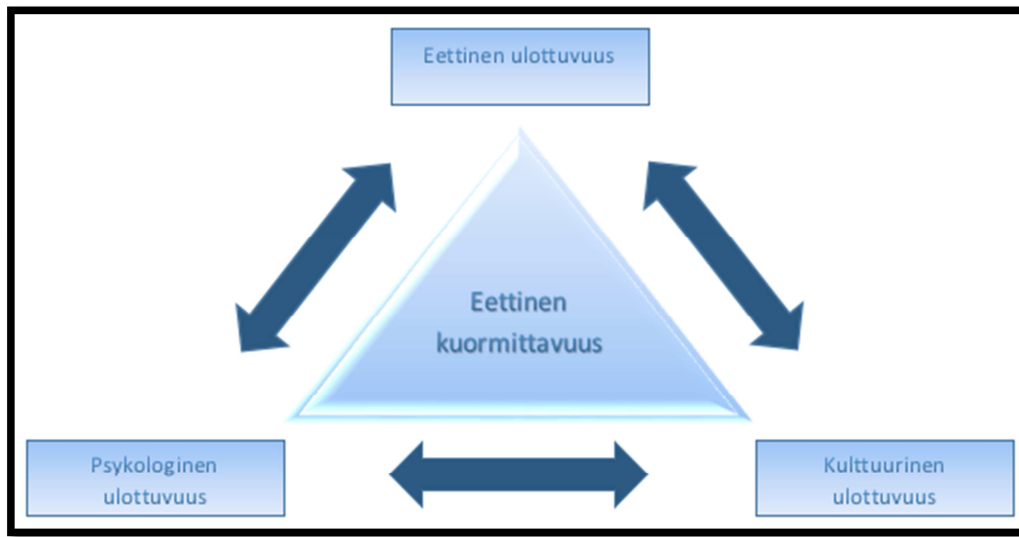 Eettinen ulottuvuus
Eettinen
kuormittavuus
Psykologinen
ulottuvuus
Kulttuurinen
ulottuvuus